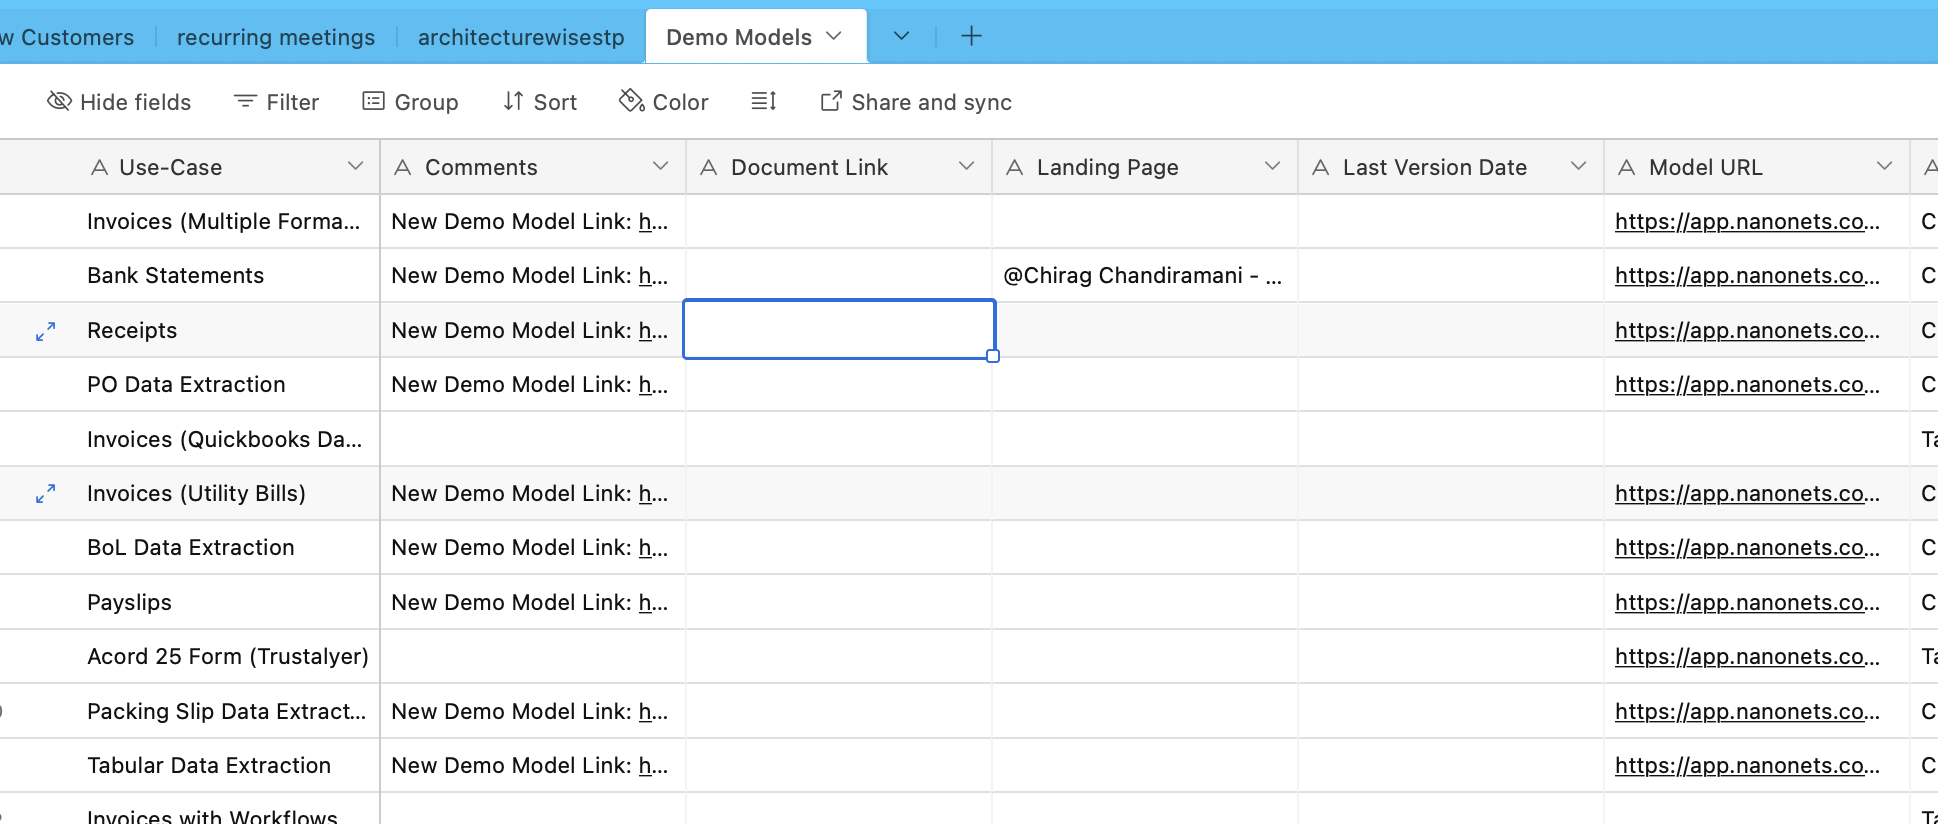 w Customers recurring meetings architecturewisestp Demo Models
Hide fields Filter Group Sort Color Share and sync
Use-Case Comments Document Link Landing Page Last Version Date Model URL
Invoices (Multiple Forma... New Demo Model Link: h... https://app.nanonets.co... C
Bank Statements New Demo Model Link: h... @Chirag Chandiramani - ... https://app.nanonets.co... C
Receipts New Demo Model Link: h... https://app.nanonets.co... C
PO Data Extraction New Demo Model Link: h... https://app.nanonets.co... C
Invoices (Quickbooks Da... Ta
Invoices (Utility Bills) New Demo Model Link: h... https://app.nanonets.co... C
BoL Data Extraction New Demo Model Link: h... https://app.nanonets.co... C
Payslips New Demo Model Link: h... https://app.nanonets.co... C
Acord 25 Form (Trustalyer) https://app.nanonets.co... Ta
Packing Slip Data Extract... New Demo Model Link: h... https://app.nanonets.co... C
Tabular Data Extraction New Demo Model Link: h... https://app.nanonets.co... C
Invoices with Workflows Ta